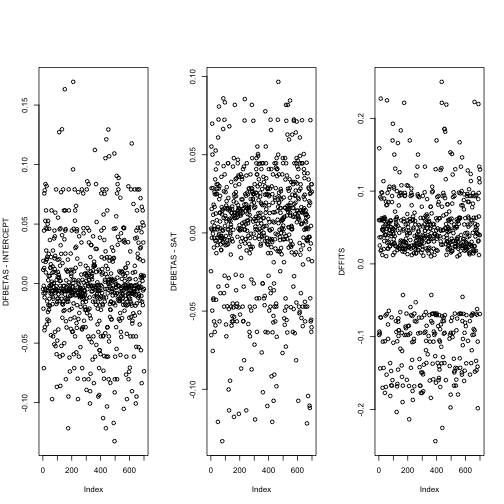 DFBETAS - INTERCEPT
0.15
0.10
0.05
0.00
-0.05
-0.10
0 200 400 600
Index
DFBETAS - SAT
0.10
0.05
0.00
-0.05
-0.10
0 200 400 600
Index
DFFITS
0.2
0.1
0.0
-0.1
-0.2
0 200 400 600
Index